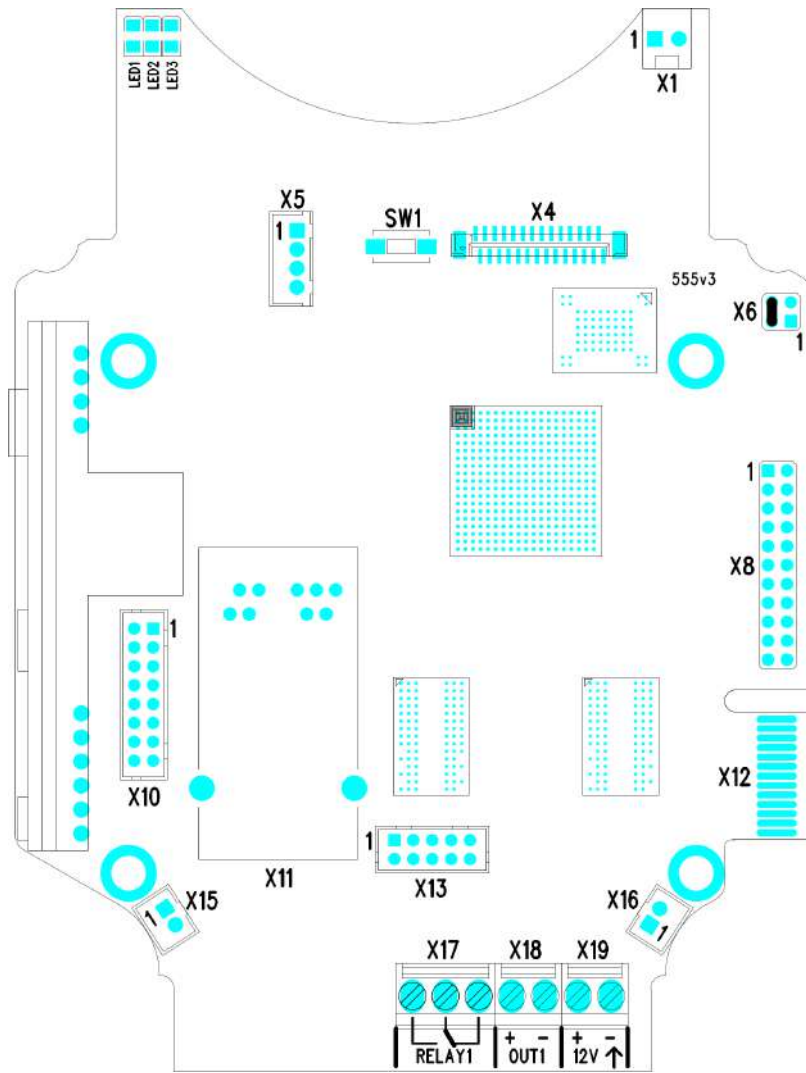 LED1
LED2
LED3
1
X1
X5
1
SW1
X4
555v3
X6
1
1
X8
1
X10
X11
1
X13
X12
X15
1
X16
1
X17 X18 X19
+ - + -
RELAY1 OUT1 12V